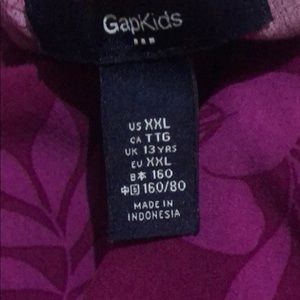 GapKids
US XXL
CA TTG
UK 13 YRS
EU XXL
日本 160
中国 160/80
MADE IN
INDONESIA